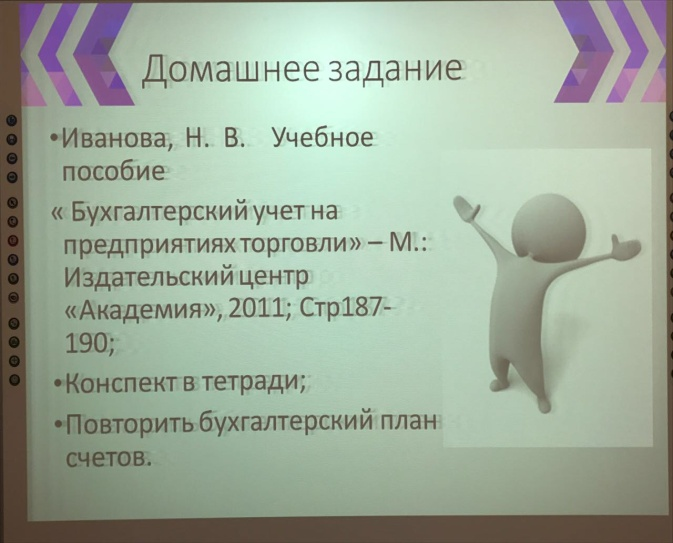 Домашнее задание
•Иванова, Н. В. Учебное
пособие
« Бухгалтерский учет на
предприятиях торговли» – М.:
Издательский центр
«Академия», 2011; Стр187-
190;
•Конспект в тетради;
•Повторить бухгалтерский план
счетов.